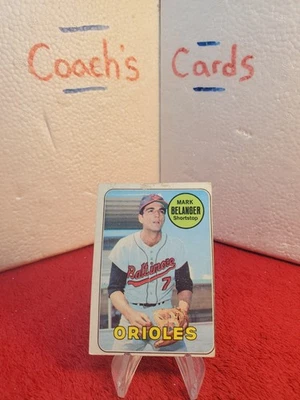 Coach's Cards
MARK
BELANGER
Shortstop
Baltimore
7
ORIOLES